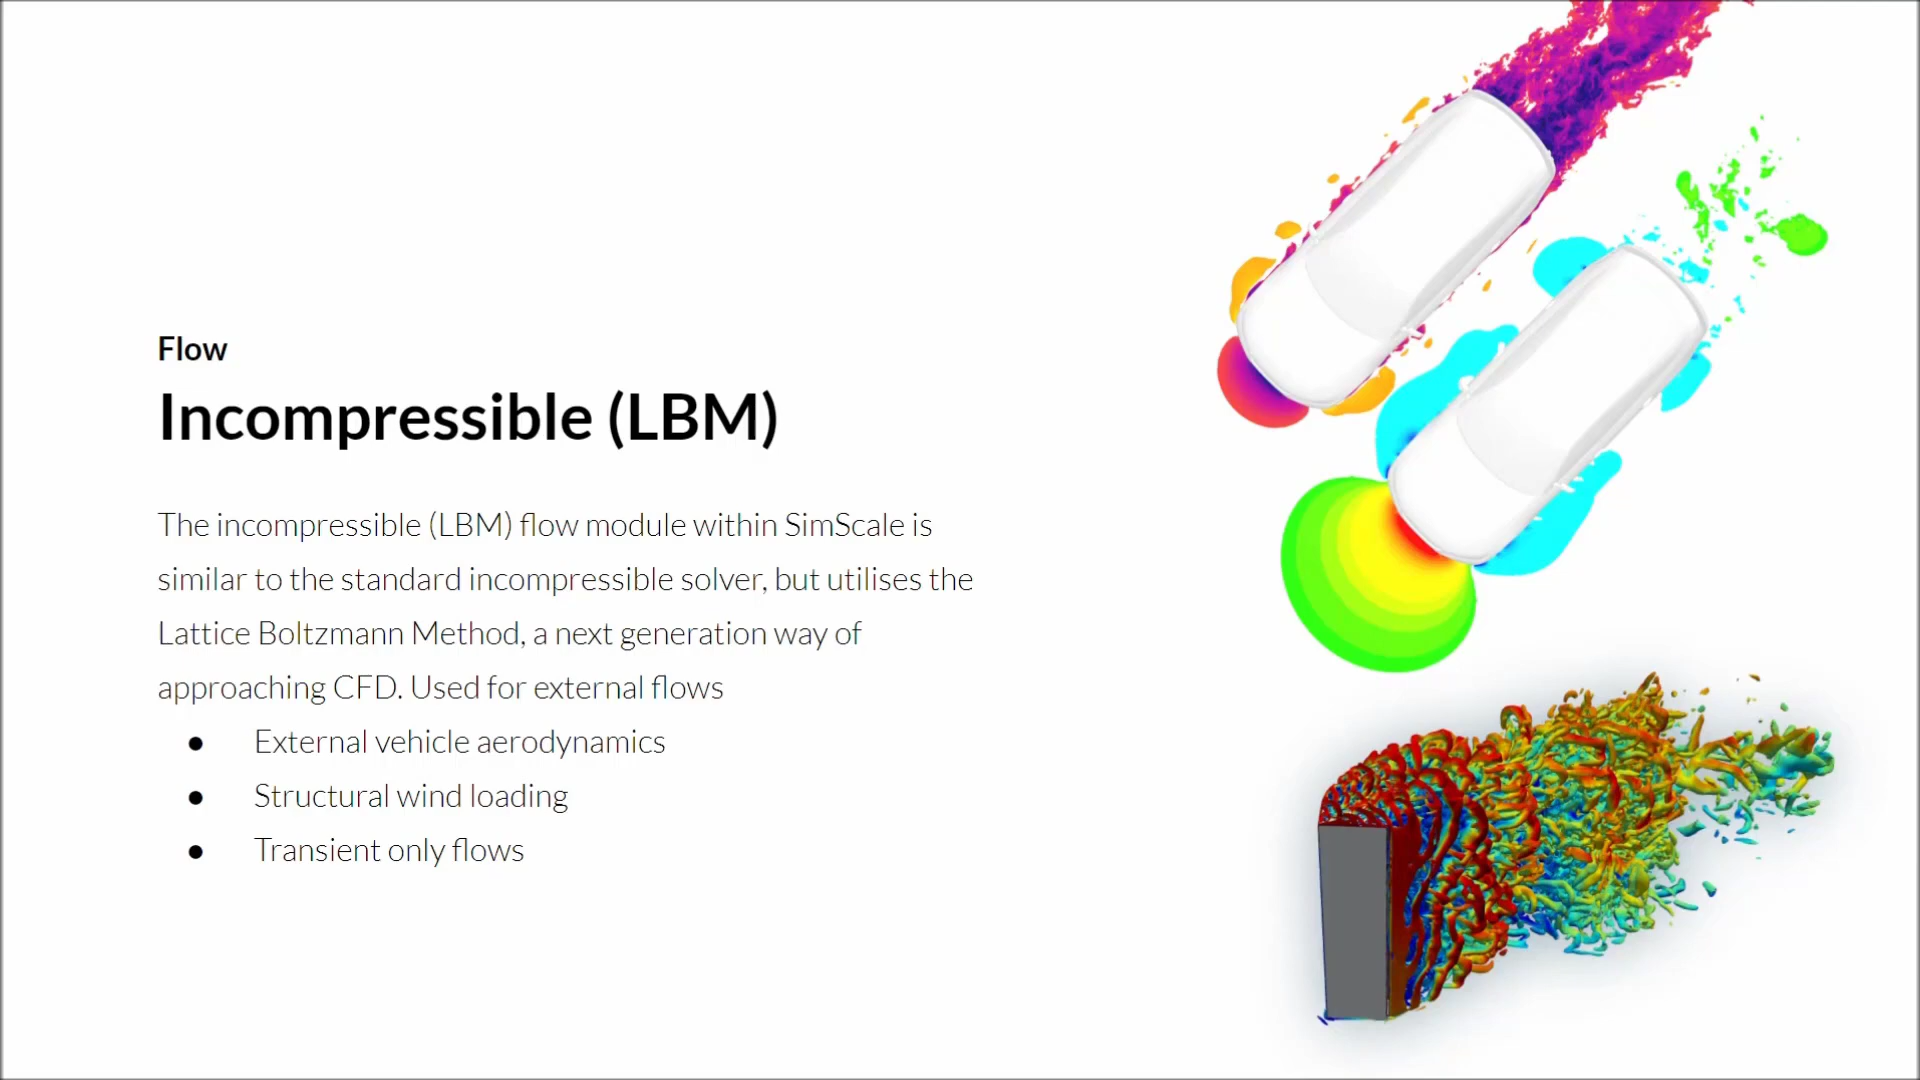 Flow
Incompressible (LBM)
The incompressible (LBM) flow module within SimScale is
similar to the standard incompressible solver, but utilises the
Lattice Boltzmann Method, a next generation way of
approaching CFD. Used for external flows
● External vehicle aerodynamics
● Structural wind loading
● Transient only flows